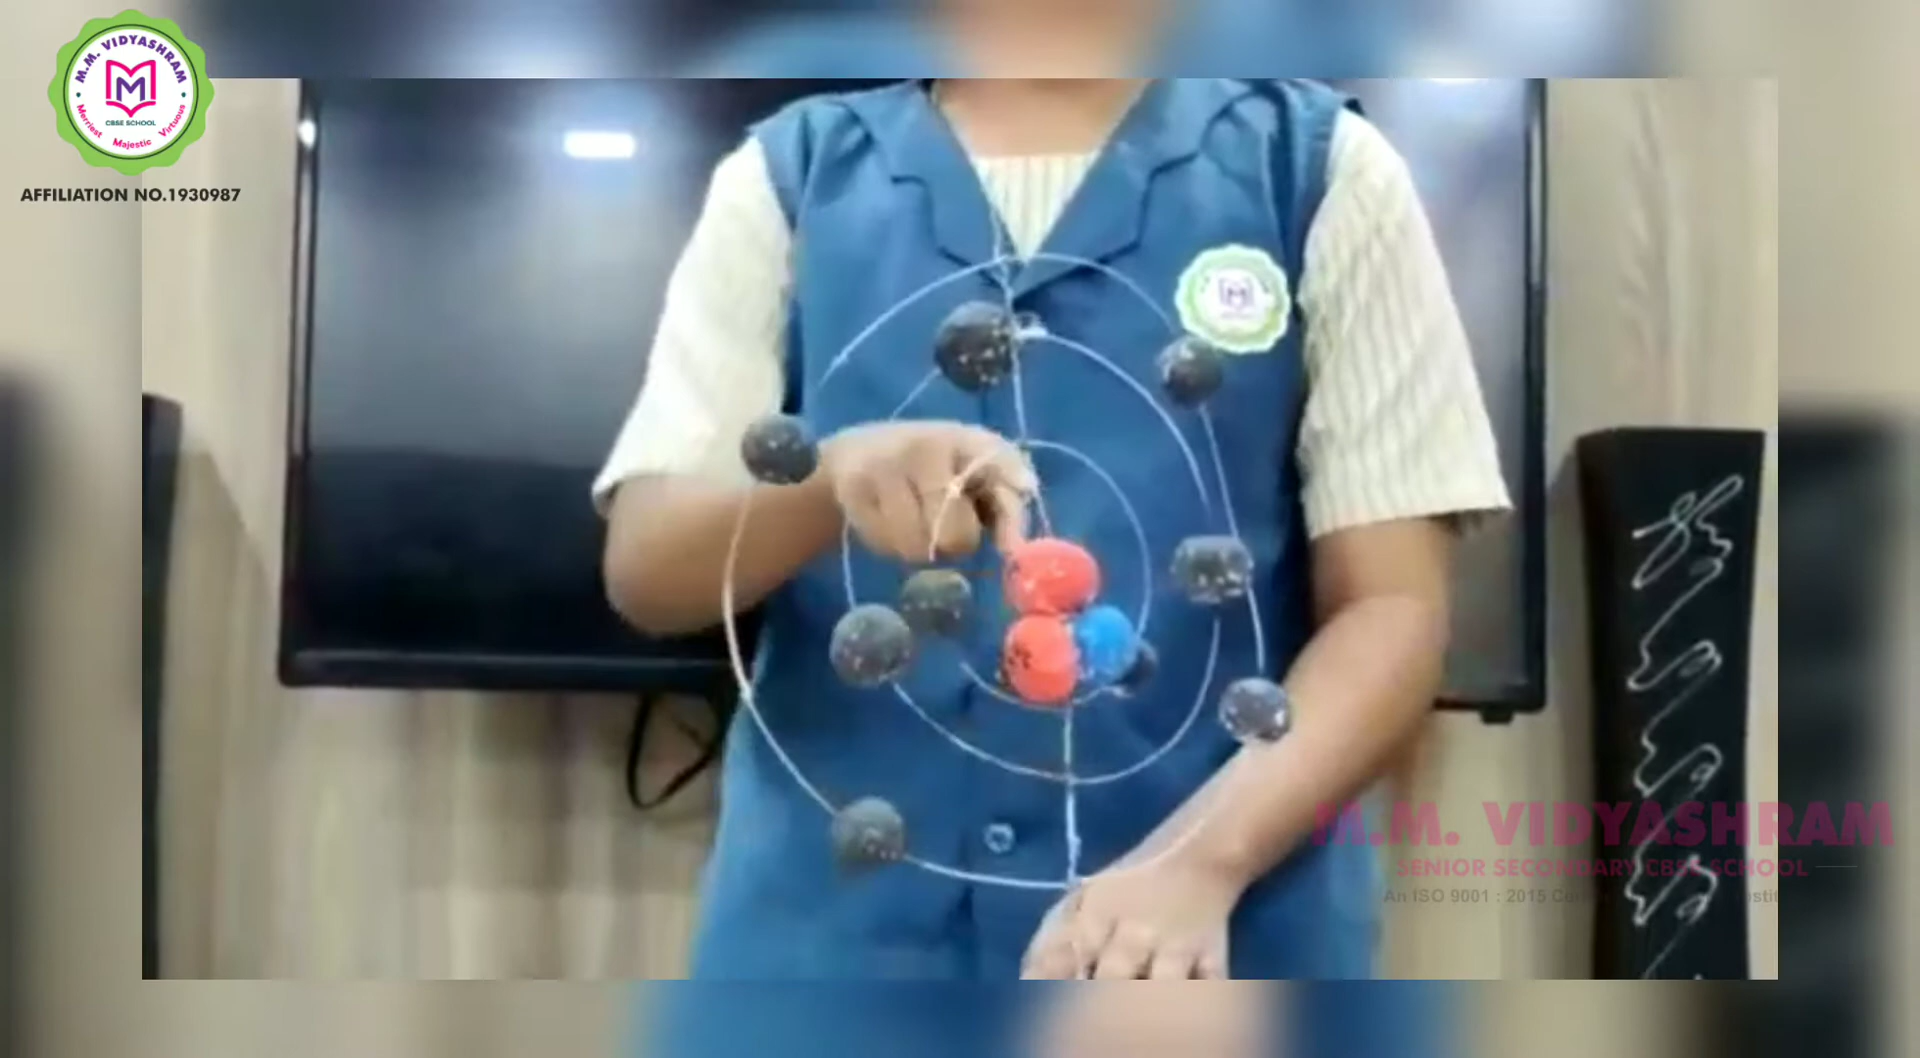 M.M. VIDYASHRAM
M
CBSE SCHOOL
Merriest Majestic Virtuous
AFFILIATION NO.1930987
M.M. VIDYASHRAM
SENIOR SECONDARY CBSE SCHOOL
An ISO 9001 : 2015